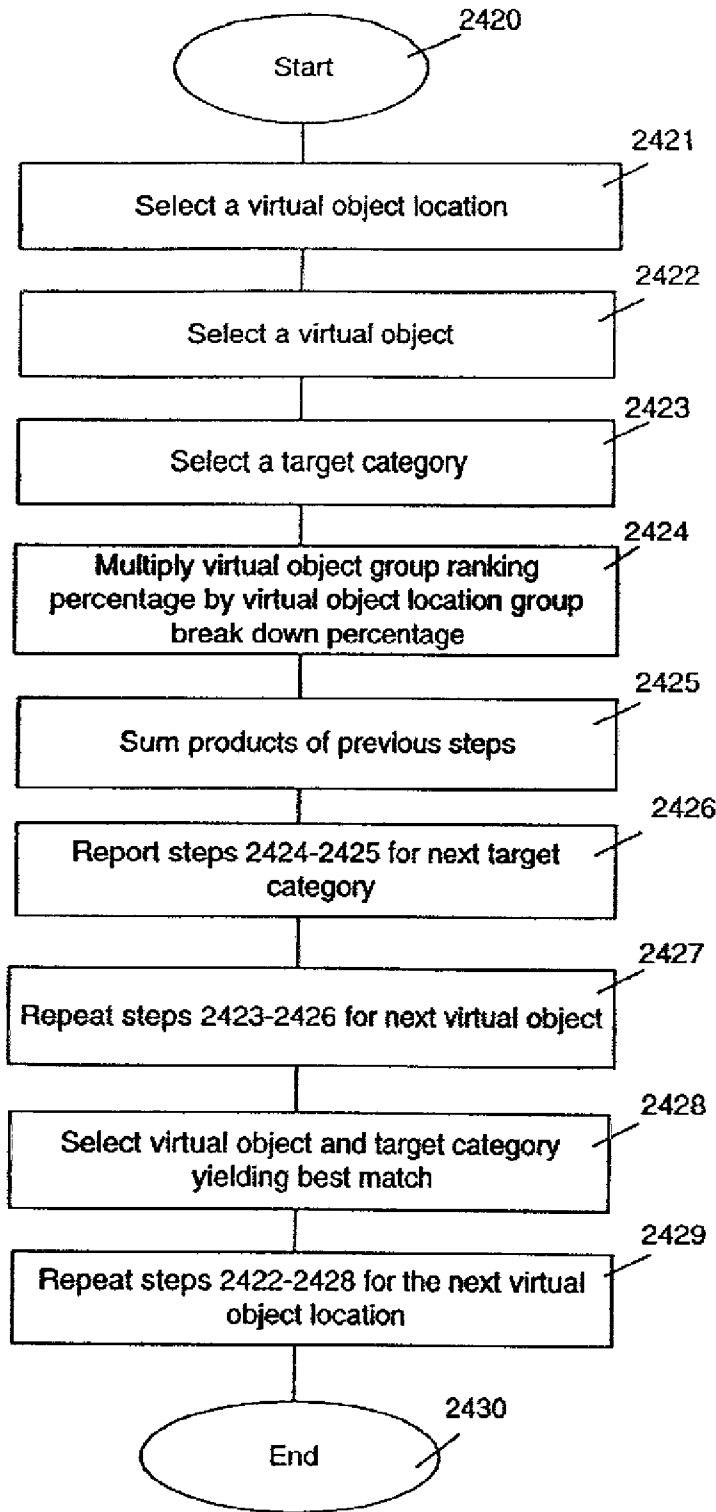 2420
Start
2421
Select a virtual object location
2422
Select a virtual object
2423
Select a target category
2424
Multiply virtual object group ranking
percentage by virtual object location group
break down percentage
2425
Sum products of previous steps
2426
Report steps 2424-2425 for next target
category
2427
Repeat steps 2423-2426 for next virtual object
2428
Select virtual object and target category
yielding best match
2429
Repeat steps 2422-2428 for the next virtual
object location
2430
End